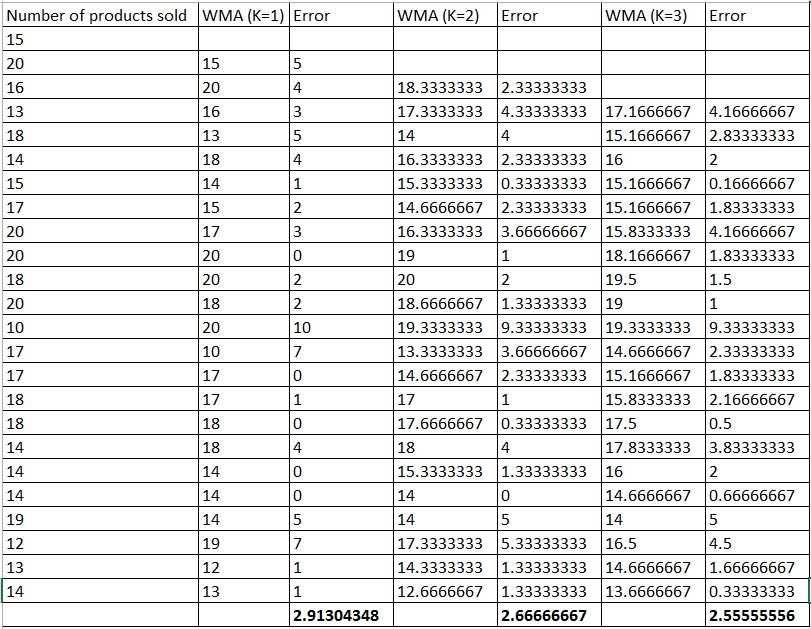 Number of products sold WMA (K=1) Error WMA (K=2) Error WMA (K=3) Error
15
20 15 5
16 20 4 18.3333333 2.33333333
13 16 3 17.3333333 4.33333333 17.1666667 4.16666667
18 13 5 14 4 15.1666667 2.83333333
14 18 4 16.3333333 2.33333333 16 2
15 14 1 15.3333333 0.33333333 15.1666667 0.16666667
17 15 2 14.6666667 2.33333333 15.1666667 1.83333333
20 17 3 16.3333333 3.66666667 15.8333333 4.16666667
20 20 0 19 1 18.1666667 1.83333333
18 20 2 20 2 19.5 1.5
20 18 2 18.6666667 1.33333333 19 1
10 20 10 19.3333333 9.33333333 19.3333333 9.33333333
17 10 7 13.3333333 3.66666667 14.6666667 2.33333333
17 17 0 14.6666667 2.33333333 15.1666667 1.83333333
18 17 1 17 1 15.8333333 2.16666667
18 18 0 17.6666667 0.33333333 17.5 0.5
14 18 4 18 4 17.8333333 3.83333333
14 14 0 15.3333333 1.33333333 16 2
14 14 0 14 0 14.6666667 0.66666667
19 14 5 14 5 14 5
12 19 7 17.3333333 5.33333333 16.5 4.5
13 12 1 14.3333333 1.33333333 14.6666667 1.66666667
14 13 1 12.6666667 1.33333333 13.6666667 0.33333333
2.91304348 2.66666667 2.55555556